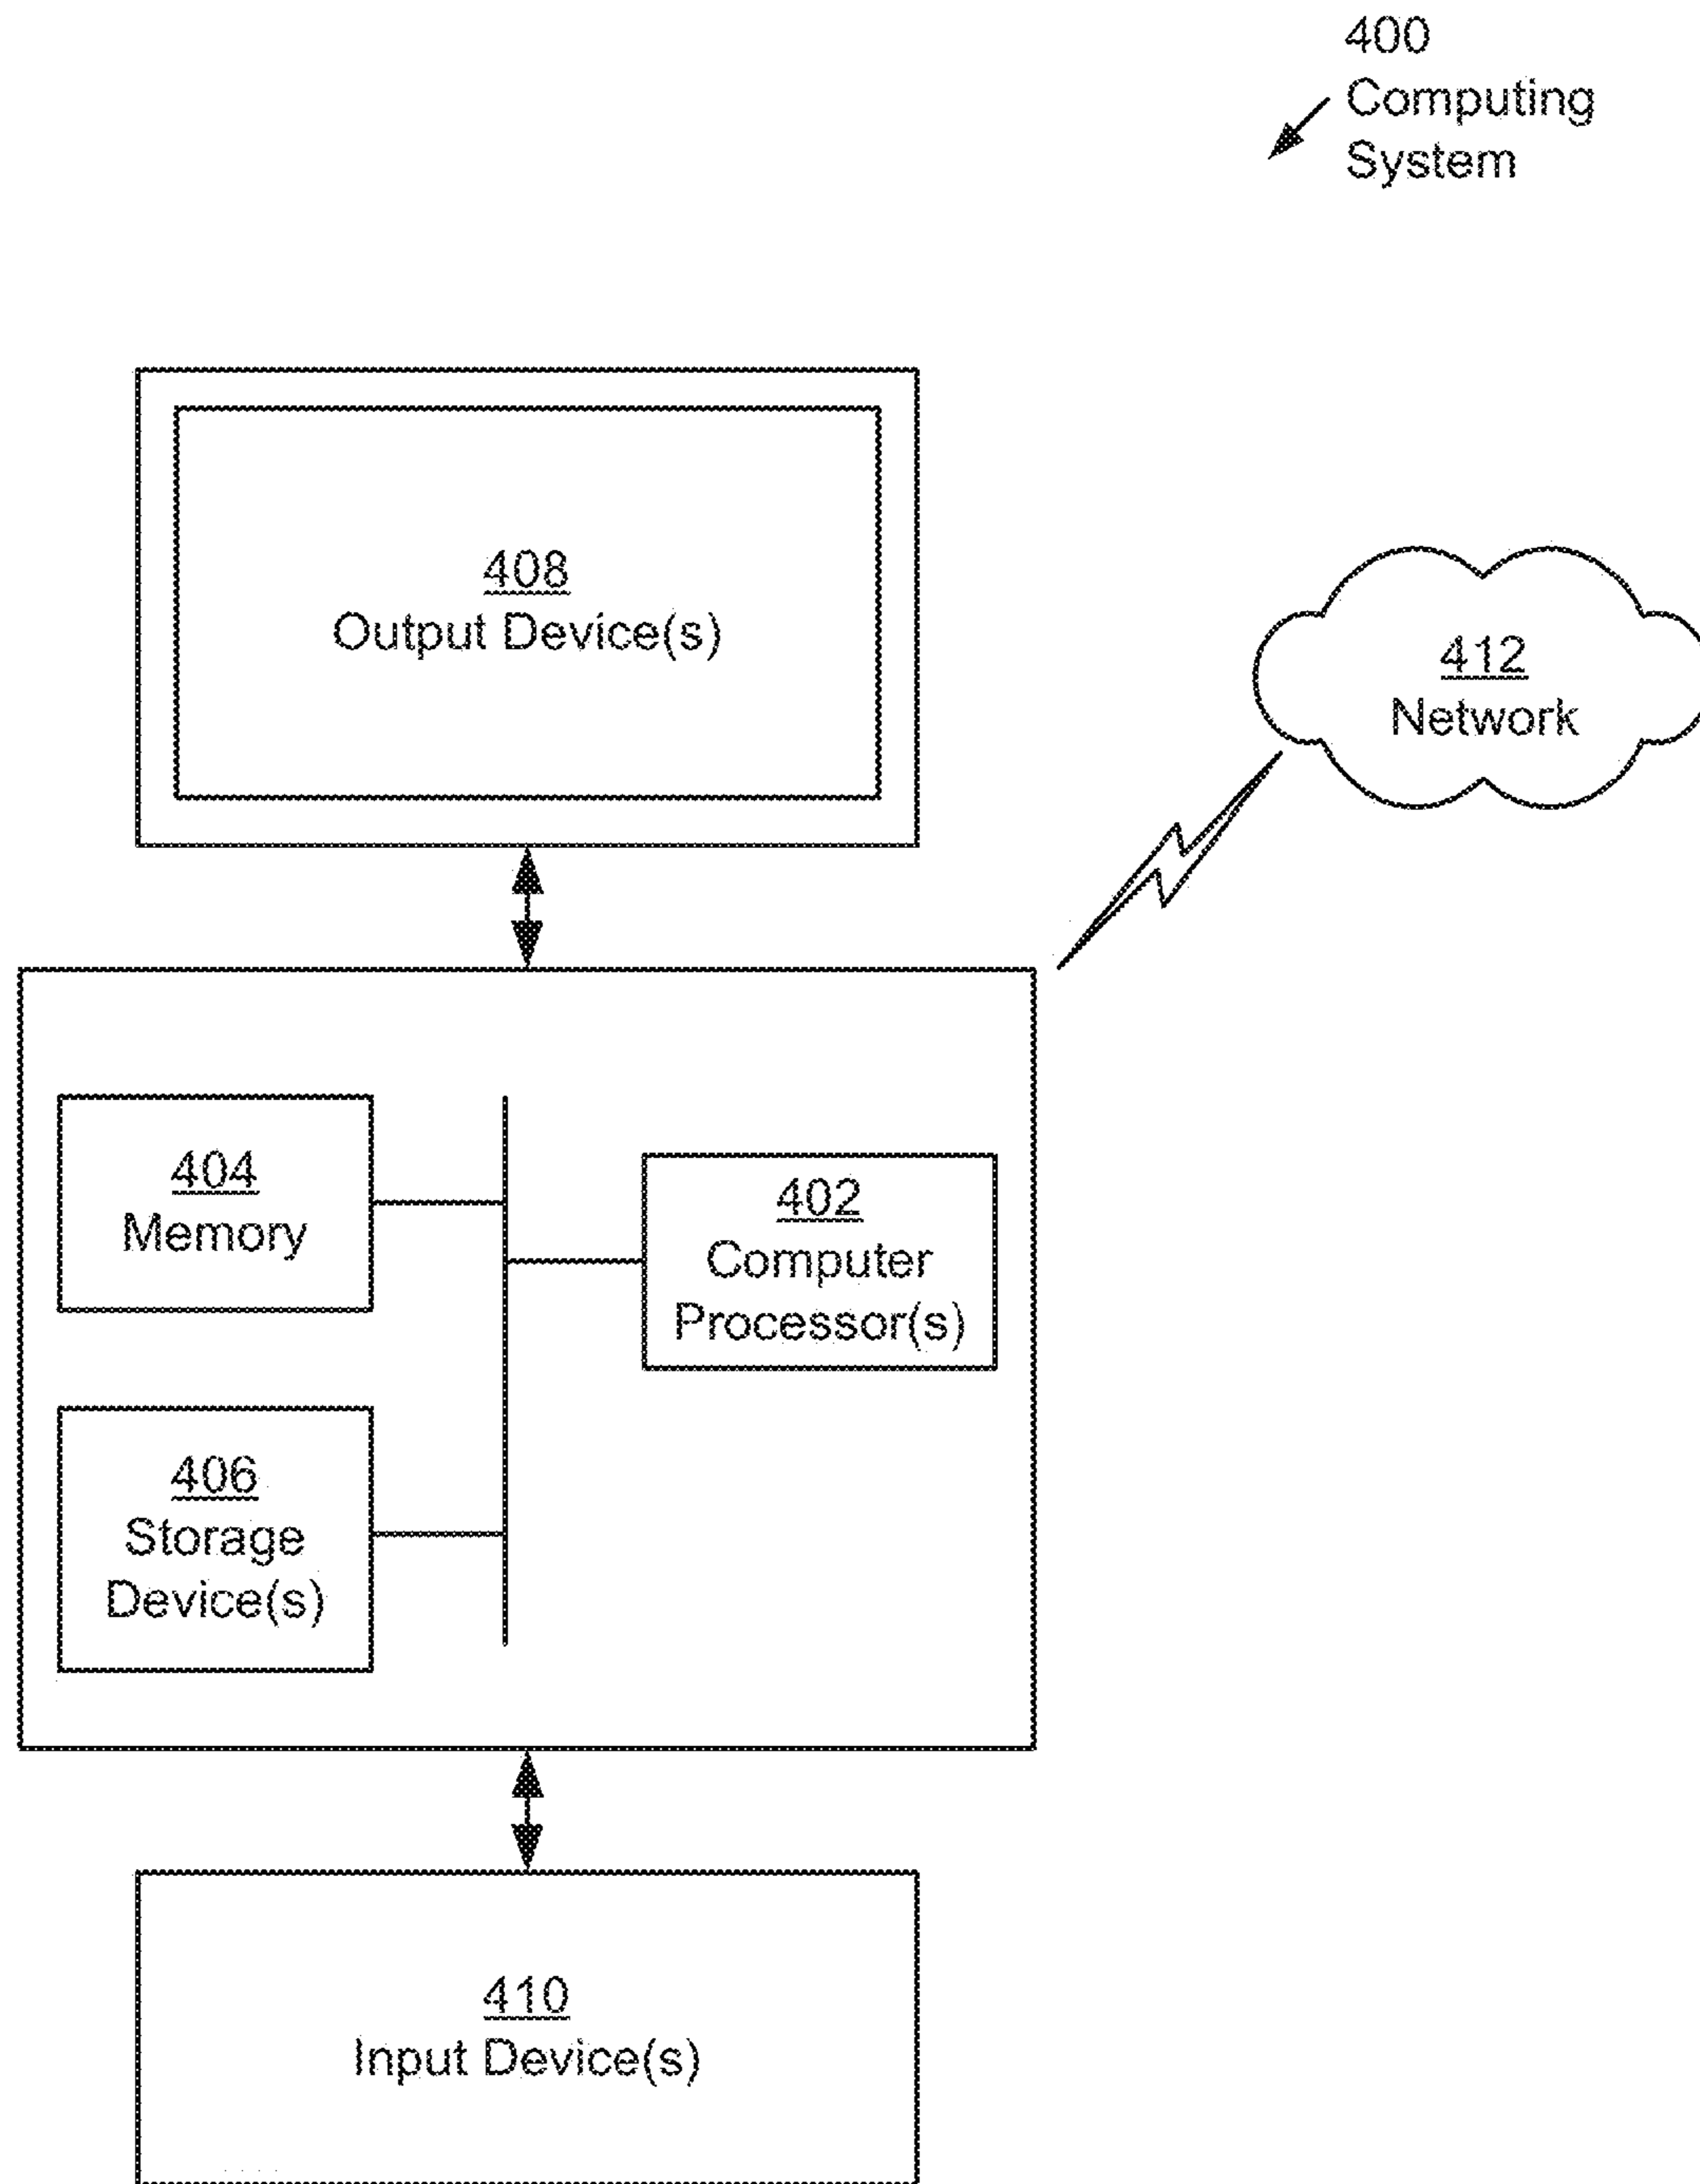 400
Computing
System
408
Output Device(s)
412
Network
404
Memory
402
Computer
Processor(s)
406
Storage
Device(s)
410
Input Device(s)